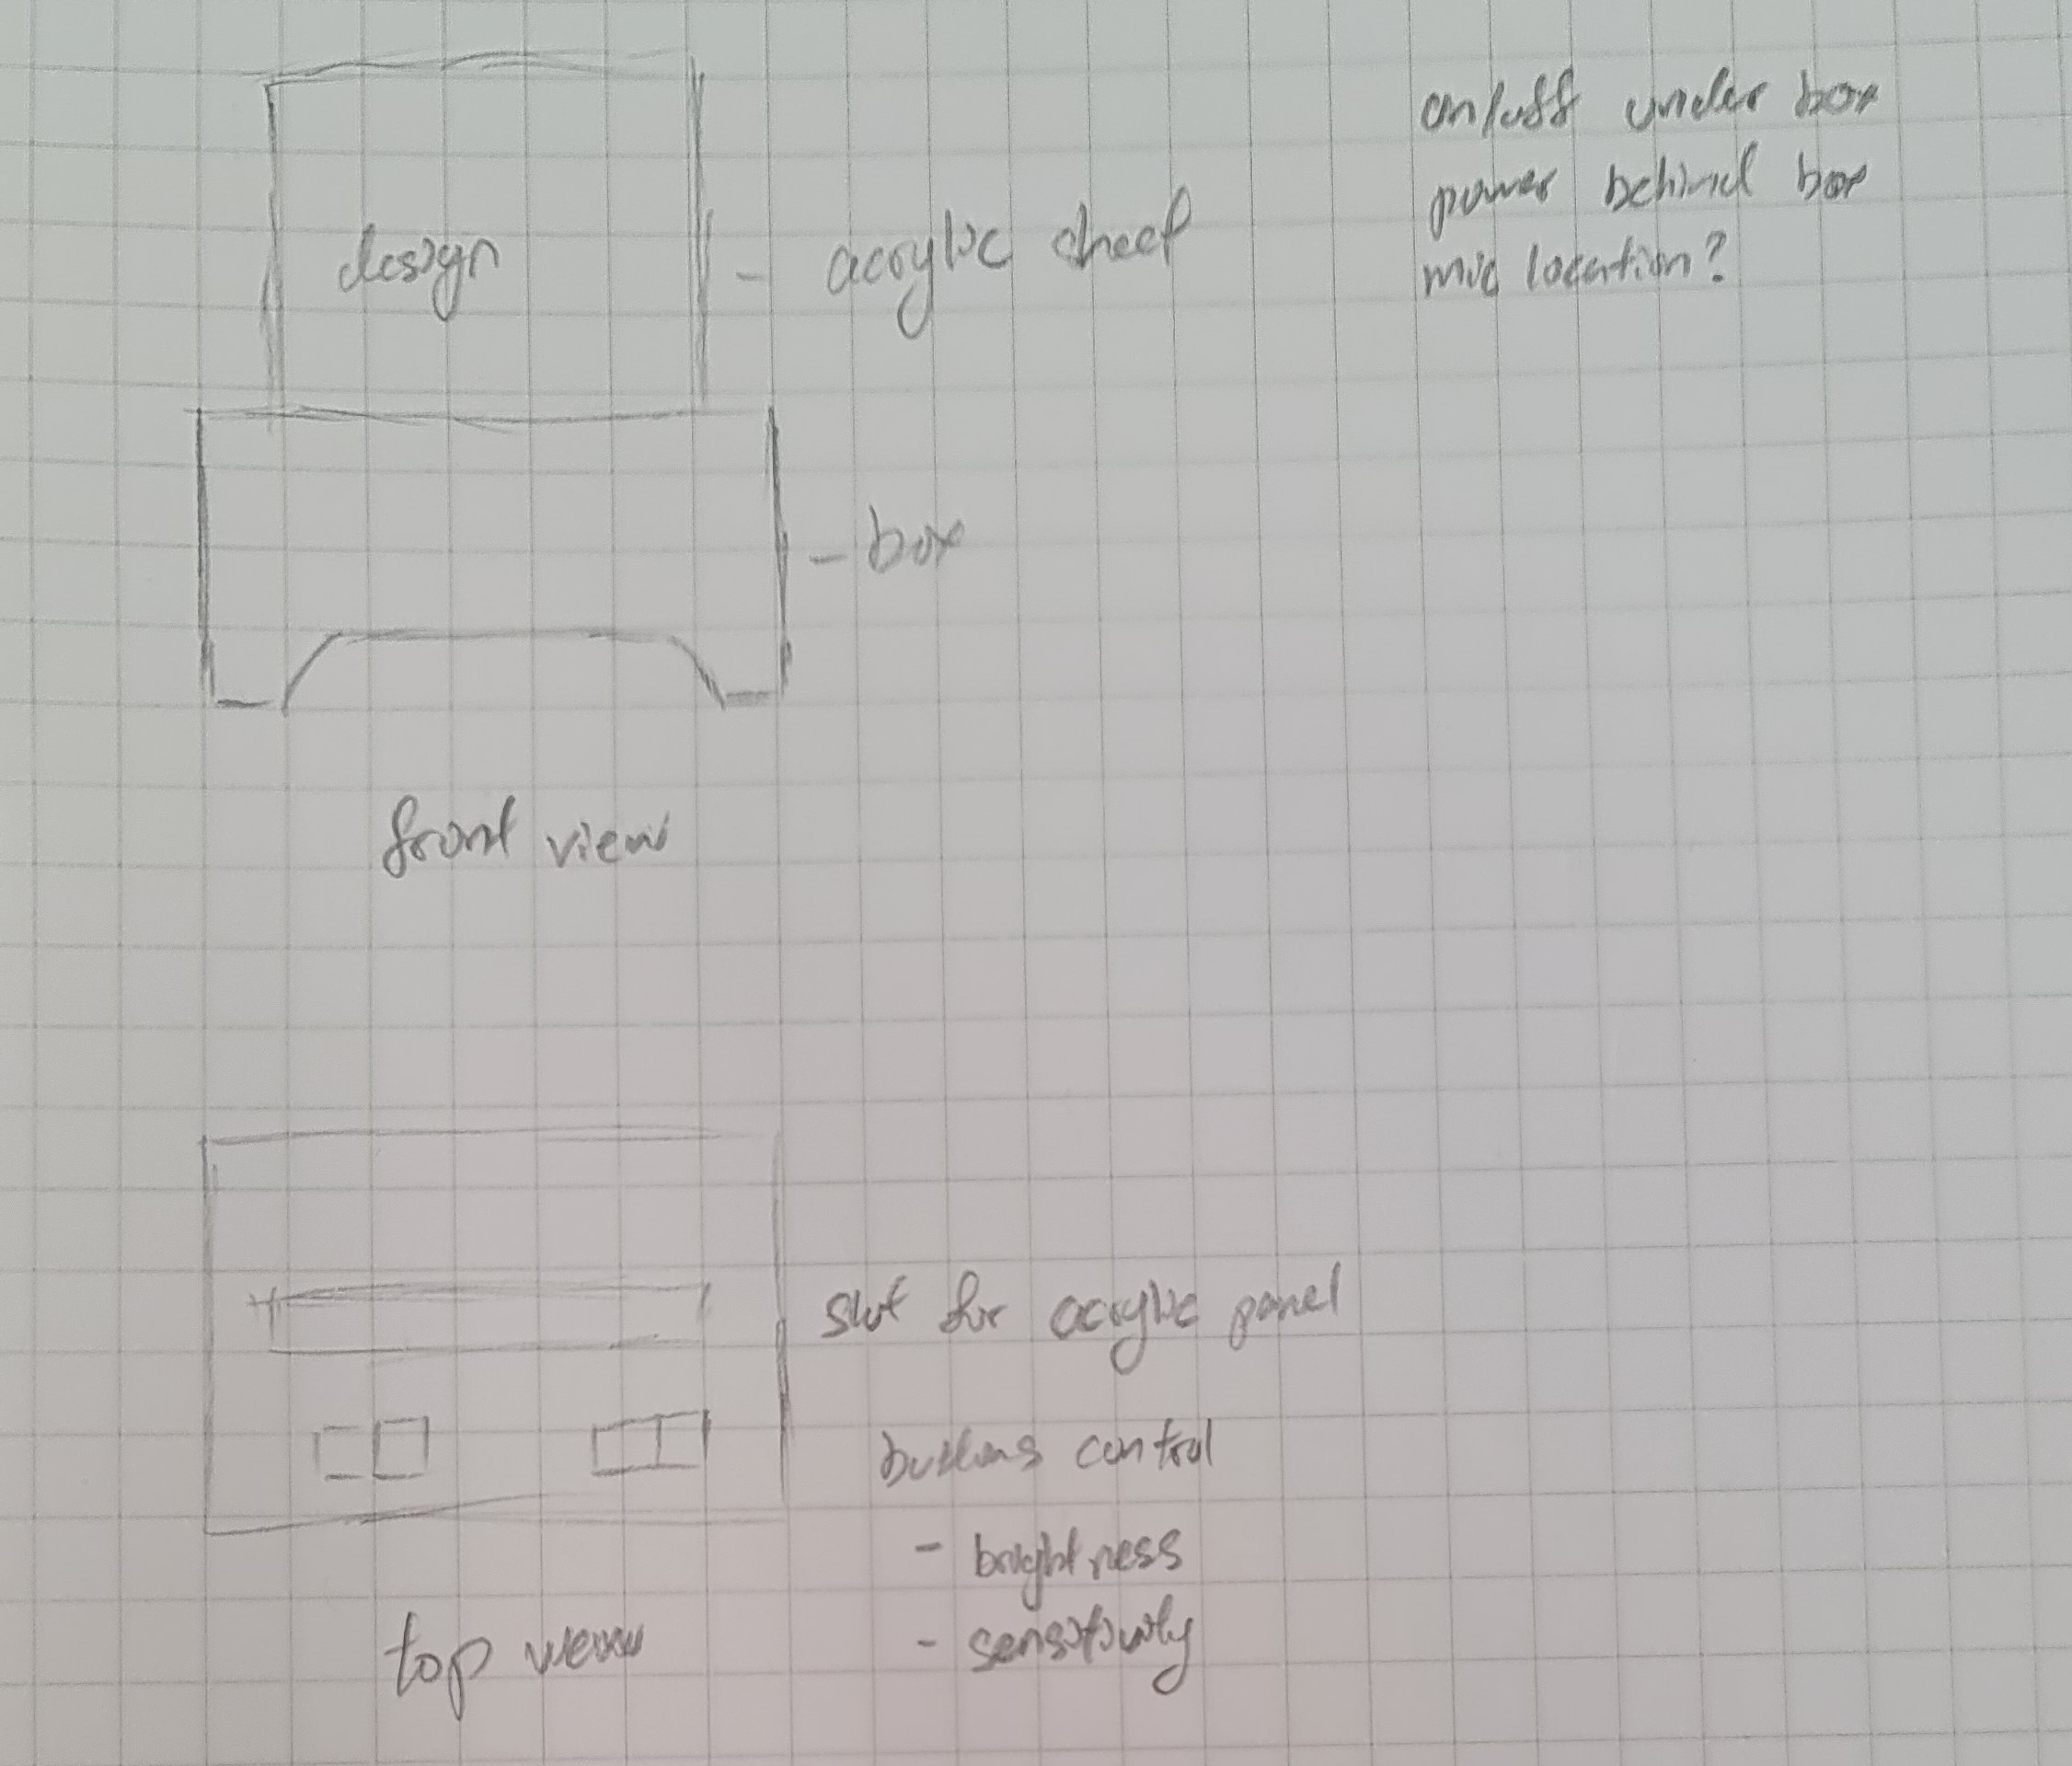 on/off under box
power behind box
mic location?
design - acrylic sheet
- box
front view
slot for acrylic panel
buttons control
- brightness
- sensitivity
top view